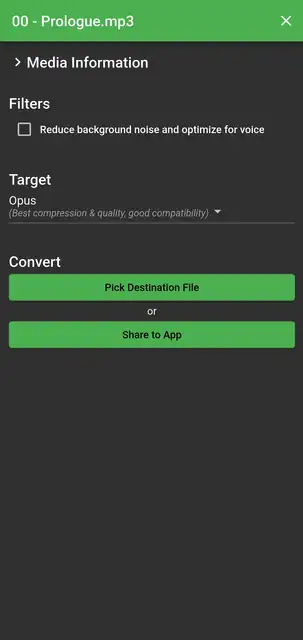 00 - Prologue.mp3
Media Information
Filters
Reduce background noise and optimize for voice
Target
Opus
(Best compression & quality, good compatibility)
Convert
Pick Destination File
or
Share to App